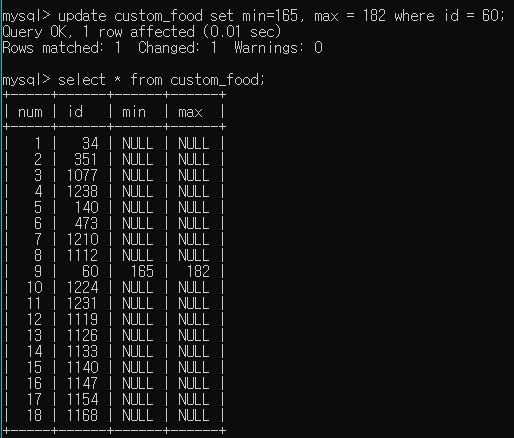 mysql> update custom_food set min=165, max = 182 where id = 60;
Query OK, 1 row affected (0.01 sec)
Rows matched: 1  Changed: 1  Warnings: 0

mysql> select * from custom_food;
+-----+------+------+------+
| num | id   | min  | max  |
+-----+------+------+------+
|   1 |   34 | NULL | NULL |
|   2 |  351 | NULL | NULL |
|   3 | 1077 | NULL | NULL |
|   4 | 1238 | NULL | NULL |
|   5 |  140 | NULL | NULL |
|   6 |  473 | NULL | NULL |
|   7 | 1210 | NULL | NULL |
|   8 | 1112 | NULL | NULL |
|   9 |   60 |  165 |  182 |
|  10 | 1224 | NULL | NULL |
|  11 | 1231 | NULL | NULL |
|  12 | 1119 | NULL | NULL |
|  13 | 1126 | NULL | NULL |
|  14 | 1133 | NULL | NULL |
|  15 | 1140 | NULL | NULL |
|  16 | 1147 | NULL | NULL |
|  17 | 1154 | NULL | NULL |
|  18 | 1168 | NULL | NULL |
+-----+------+------+------+